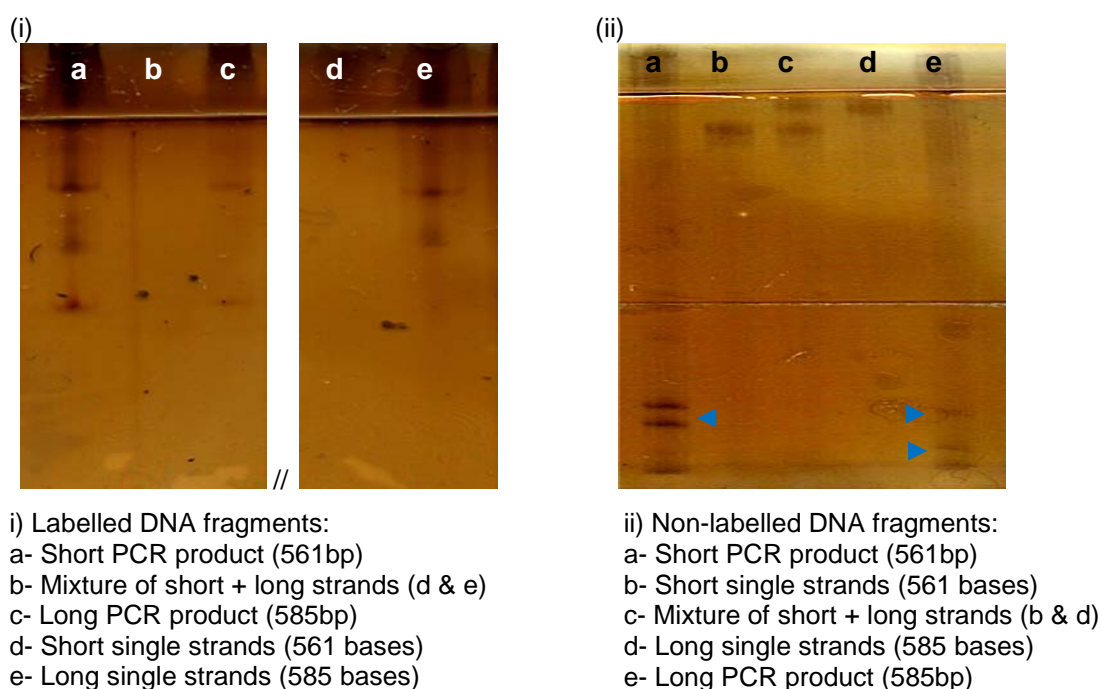 (i)
a b c d e
//
i) Labelled DNA fragments:
a- Short PCR product (561bp)
b- Mixture of short + long strands (d & e)
c- Long PCR product (585bp)
d- Short single strands (561 bases)
e- Long single strands (585 bases)
(ii)
a b c d e
ii) Non-labelled DNA fragments:
a- Short PCR product (561bp)
b- Short single strands (561 bases)
c- Mixture of short + long strands (b & d)
d- Long single strands (585 bases)
e- Long PCR product (585bp)